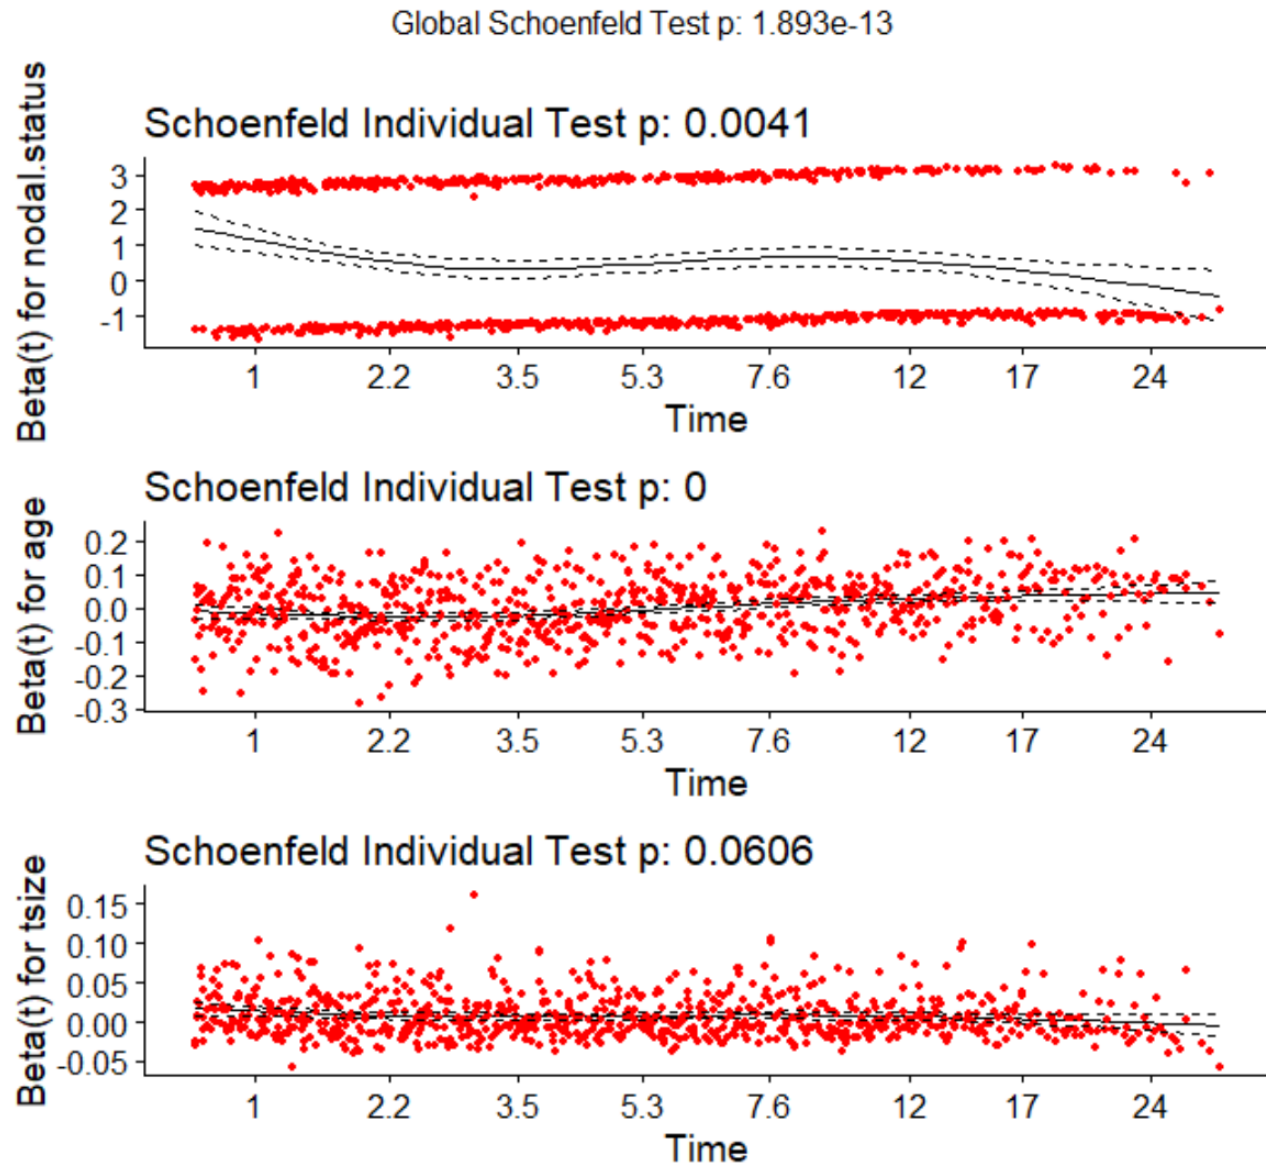 Global Schoenfeld Test p: 1.893e-13
Schoenfeld Individual Test p: 0.0041
Beta(t) for nodal.status
3
2
1
0
-1
1 2.2 3.5 5.3 7.6 12 17 24
Time
Schoenfeld Individual Test p: 0
Beta(t) for age
0.2
0.1
0.0
-0.1
-0.2
-0.3
1 2.2 3.5 5.3 7.6 12 17 24
Time
Schoenfeld Individual Test p: 0.0606
Beta(t) for tsize
0.15
0.10
0.05
0.00
-0.05
1 2.2 3.5 5.3 7.6 12 17 24
Time